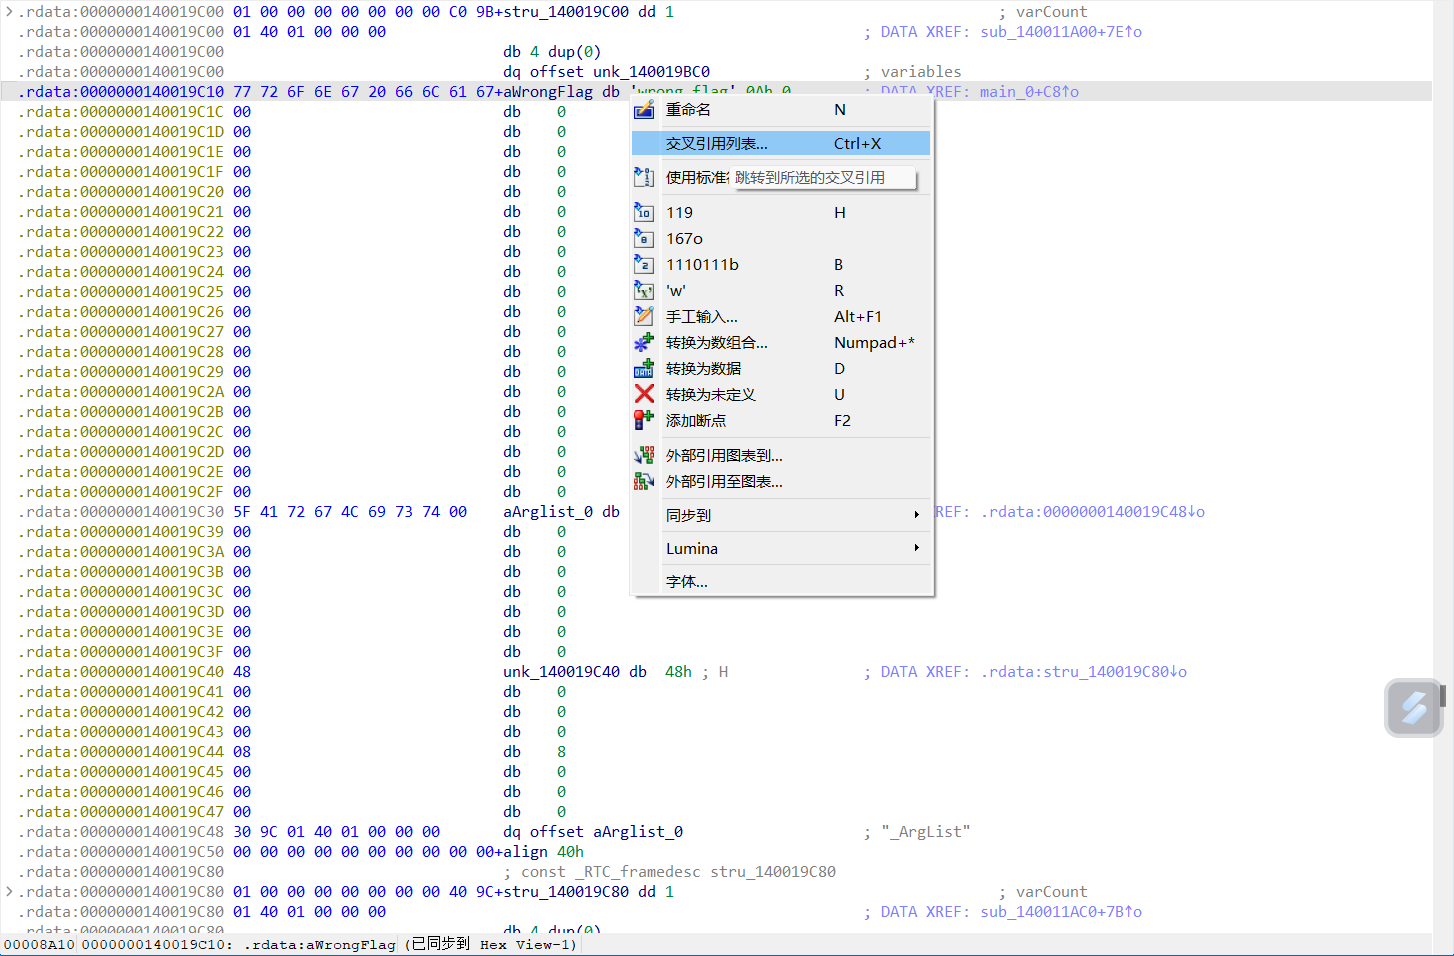 .rdata:0000000140019C00 01 00 00 00 00 00 00 00 C0 9B+stru_140019C00 dd 1 ; varCount
.rdata:0000000140019C00 01 40 01 00 00 00 ; DATA XREF: sub_140011A00+7E↑o
.rdata:0000000140019C00 db 4 dup(0)
.rdata:0000000140019C00 dq offset unk_140019BC0 ; variables
.rdata:0000000140019C10 77 72 6F 6E 67 20 66 6C 61 67+aWrongFlag db 'wrong flag',0Ah,0 ; DATA XREF: main_0+C8↑o
.rdata:0000000140019C1C 00 db 0
.rdata:0000000140019C1D 00 db 0
.rdata:0000000140019C1E 00 db 0
.rdata:0000000140019C1F 00 db 0
.rdata:0000000140019C20 00 db 0
.rdata:0000000140019C21 00 db 0
.rdata:0000000140019C22 00 db 0
.rdata:0000000140019C23 00 db 0
.rdata:0000000140019C24 00 db 0
.rdata:0000000140019C25 00 db 0
.rdata:0000000140019C26 00 db 0
.rdata:0000000140019C27 00 db 0
.rdata:0000000140019C28 00 db 0
.rdata:0000000140019C29 00 db 0
.rdata:0000000140019C2A 00 db 0
.rdata:0000000140019C2B 00 db 0
.rdata:0000000140019C2C 00 db 0
.rdata:0000000140019C2D 00 db 0
.rdata:0000000140019C2E 00 db 0
.rdata:0000000140019C2F 00 db 0
.rdata:0000000140019C30 5F 41 72 67 4C 69 73 74 00 aArglist_0 db REF: .rdata:0000000140019C48↓o
.rdata:0000000140019C39 00 db 0
.rdata:0000000140019C3A 00 db 0
.rdata:0000000140019C3B 00 db 0
.rdata:0000000140019C3C 00 db 0
.rdata:0000000140019C3D 00 db 0
.rdata:0000000140019C3E 00 db 0
.rdata:0000000140019C3F 00 db 0
.rdata:0000000140019C40 48 unk_140019C40 db 48h ; H ; DATA XREF: .rdata:stru_140019C80↓o
.rdata:0000000140019C41 00 db 0
.rdata:0000000140019C42 00 db 0
.rdata:0000000140019C43 00 db 0
.rdata:0000000140019C44 08 db 8
.rdata:0000000140019C45 00 db 0
.rdata:0000000140019C46 00 db 0
.rdata:0000000140019C47 00 db 0
.rdata:0000000140019C48 30 9C 01 40 01 00 00 00 dq offset aArglist_0 ; "_ArgList"
.rdata:0000000140019C50 00 00 00 00 00 00 00 00 00 00+align 40h
.rdata:0000000140019C80 ; const _RTC_framedesc stru_140019C80
.rdata:0000000140019C80 01 00 00 00 00 00 00 00 40 9C+stru_140019C80 dd 1 ; varCount
.rdata:0000000140019C80 01 40 01 00 00 00 ; DATA XREF: sub_140011AC0+7B↑o
.rdata:0000000140019C80 db 4 dup(0)
重命名 N
交叉引用列表... Ctrl+X
使用标准
跳转到所选的交叉引用
119 H
167o
1110111b B
'w' R
手工输入... Alt+F1
转换为数组合... Numpad+*
转换为数据 D
转换为未定义 U
添加断点 F2
外部引用图表到...
外部引用至图表...
同步到
Lumina
字体...
00008A10 0000000140019C10: .rdata:aWrongFlag (已同步到 Hex View-1)